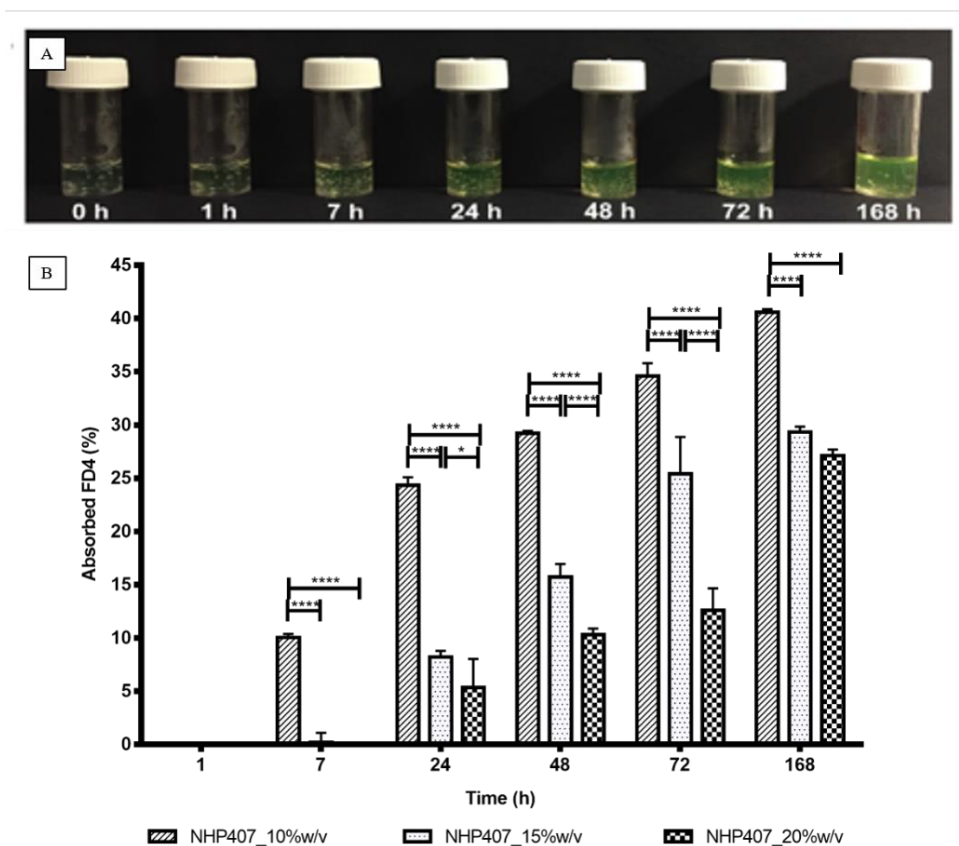 A
0 h 1 h 7 h 24 h 48 h 72 h 168 h
B
45
40
35
30
25
20
15
10
5
0
Absorbed FD4 (%)
**** ****
**** ****
**** **** *
**** **** ****
**** **** ****
**** ****
1 7 24 48 72 168
Time (h)
NHP407_10%w/v NHP407_15%w/v NHP407_20%w/v